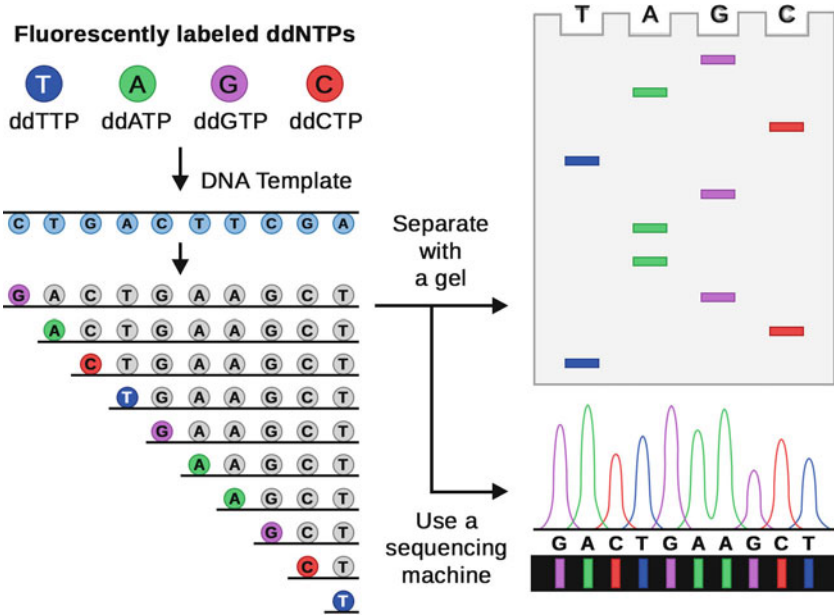 Fluorescently labeled ddNTPs
T A G C
ddTTP ddATP ddGTP ddCTP
DNA Template
C T G A C T T C G A
G A C T G A A G C T
A C T G A A G C T
C T G A A G C T
T G A A G C T
G A A G C T
A A G C T
A G C T
G C T
C T
T
Separate
with
a gel
Use a
sequencing
machine
T A G C
G A C T G A A G C T